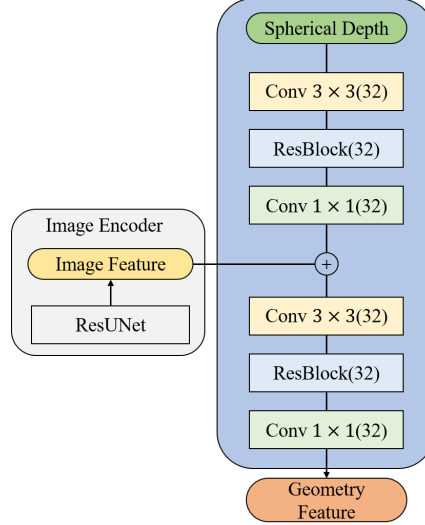 Spherical Depth
Conv 3 × 3(32)
ResBlock(32)
Conv 1 × 1(32)
Image Encoder
Image Feature
ResUNet
+
Conv 3 × 3(32)
ResBlock(32)
Conv 1 × 1(32)
Geometry
Feature